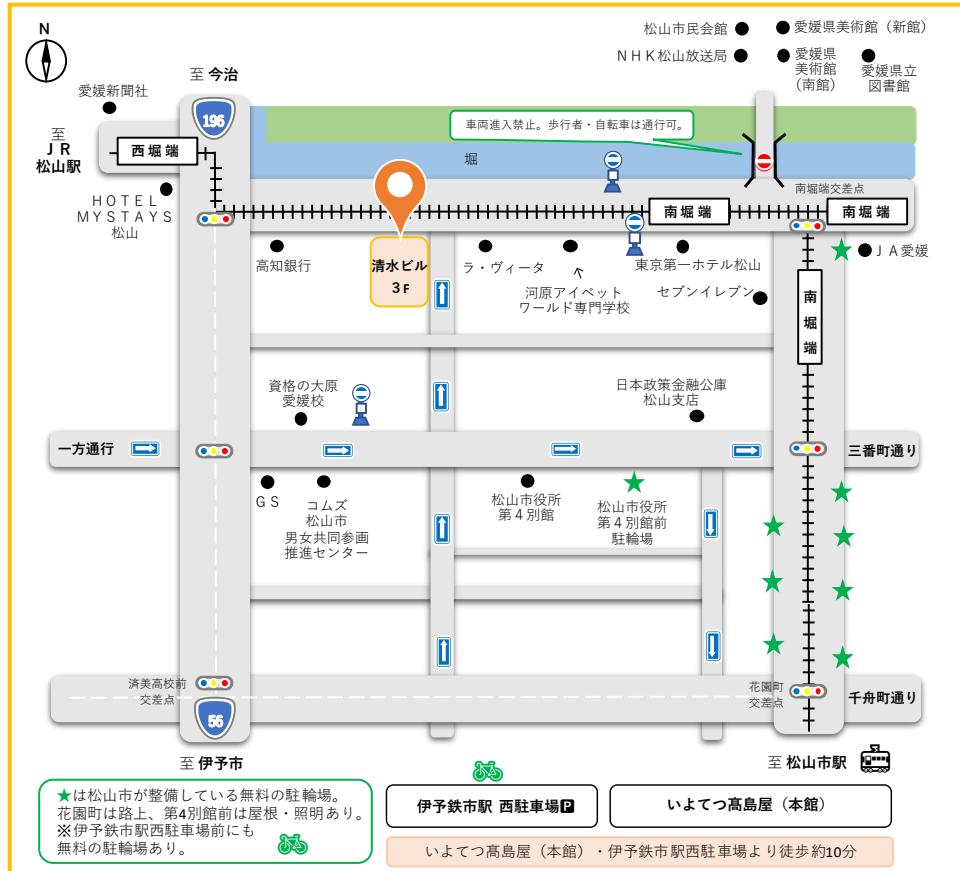 N
松山市民会館
愛媛県美術館（新館）
NHK松山放送局
愛媛県
美術館
（南館）
愛媛県立
図書館
至 今治
愛媛新聞社
196
車両進入禁止。歩行者・自転車は通行可。
至
JR
松山駅
西堀端
堀
南堀端交差点
HOTEL
MYSTAYS
松山
南堀端
南堀端
高知銀行
清水ビル
3F
ラ・ヴィータ
河原アイペット
ワールド専門学校
東京第一ホテル松山
セブンイレブン
JA愛媛
南堀端
資格の大原
愛媛校
日本政策金融公庫
松山支店
一方通行
三番町通り
GS
コムズ
松山市
男女共同参画
推進センター
松山市役所
第４別館
松山市役所
第４別館前
駐輪場
済美高校前
交差点
花園町
交差点
千舟町通り
56
至 伊予市
至 松山市駅
★は松山市が整備している無料の駐輪場。
花園町は路上、第4別館前は屋根・照明あり。
※伊予鉄市駅西駐車場前にも
無料の駐輪場あり。
伊予鉄市駅 西駐車場P
いよてつ髙島屋（本館）
いよてつ髙島屋（本館）・伊予鉄市駅西駐車場より徒歩約10分